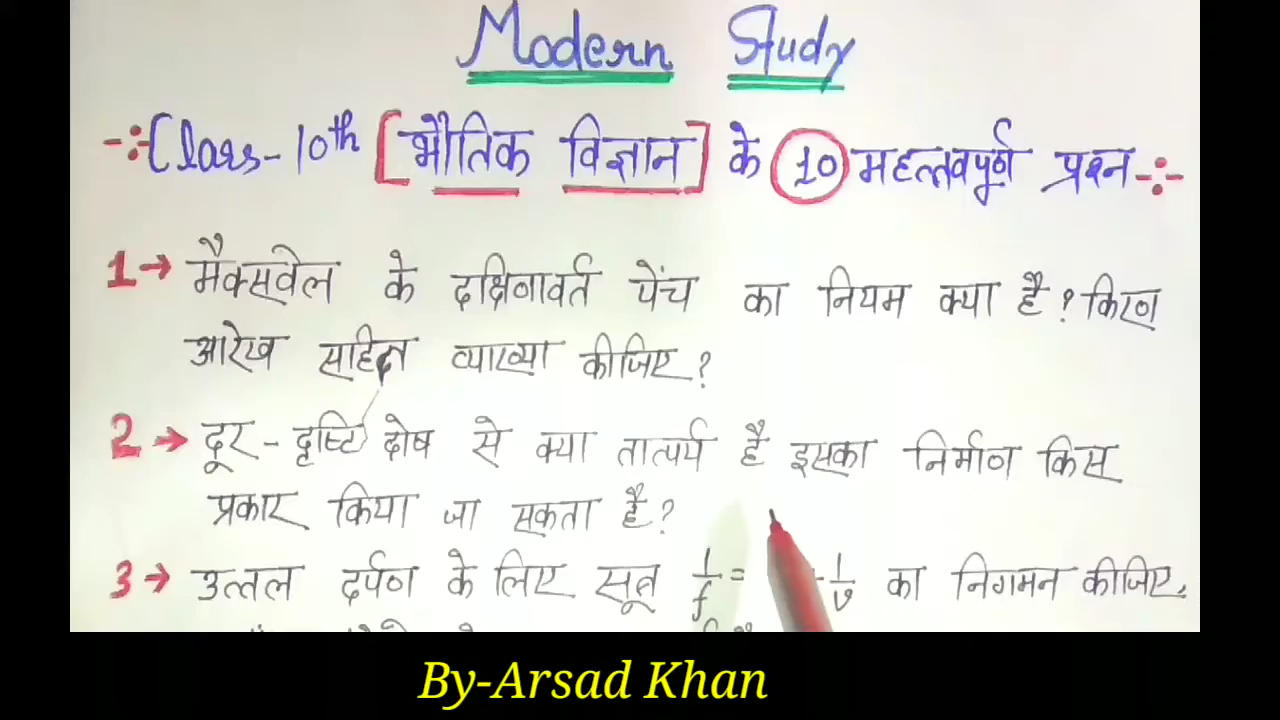 Modern Study
Class-10th [भौतिक विज्ञान] के 10 महत्तवपूर्ण प्रश्न
1→ मैक्सवेल के दक्षिणावर्त पेंच का नियम क्या है? किरण
आरेख सहित व्याख्या कीजिए?
2→ दूर-दृष्टि दोष से क्या तात्पर्य है इसका निर्माण किस
प्रकार किया जा सकता है?
3→ उत्तल दर्पण के लिए सूत्र 1/f = 1/v का निगमन कीजिए.
By-Arsad Khan